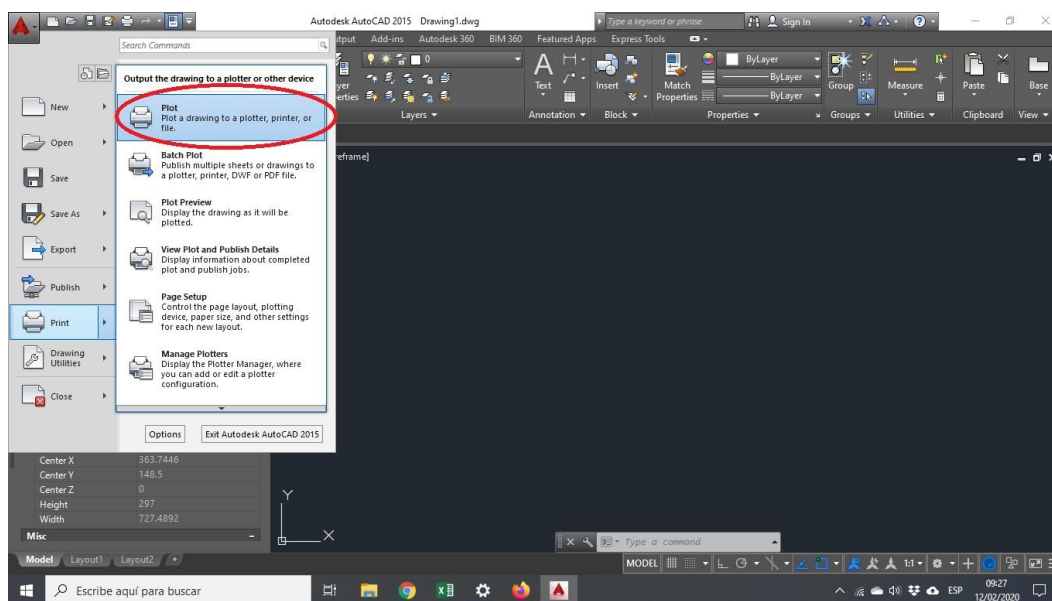 Autodesk AutoCAD 2015 Drawing1.dwg
Type a keyword or phrase
Sign In
Search Commands
Add-ins Autodesk 360 BIM 360 Featured Apps Express Tools
Output the drawing to a plotter or other device
New
Open
Save
Save As
Export
Publish
Print
Drawing
Utilities
Close
Plot
Plot a drawing to a plotter, printer, or
file.
Batch Plot
Publish multiple sheets or drawings to
a plotter, printer, DWF or PDF file.
Plot Preview
Display the drawing as it will be
plotted.
View Plot and Publish Details
Display information about completed
plot and publish jobs.
Page Setup
Control the page layout, plotting
device, paper size, and other settings
for each new layout.
Manage Plotters
Display the Plotter Manager, where
you can add or edit a plotter
configuration.
Options Exit Autodesk AutoCAD 2015
0
Text
Insert
Match
Properties
ByLayer
ByLayer
ByLayer
Group
Measure
Paste
Base
Layers Annotation Block Properties Groups Utilities Clipboard View
Center X 363.7446
Center Y 148.5
Center Z 0
Height 297
Width 727.4892
Misc
Y
X
Type a command
Model Layout1 Layout2
MODEL 1:1
Escribe aquí para buscar
ESP
09:27
12/02/2020